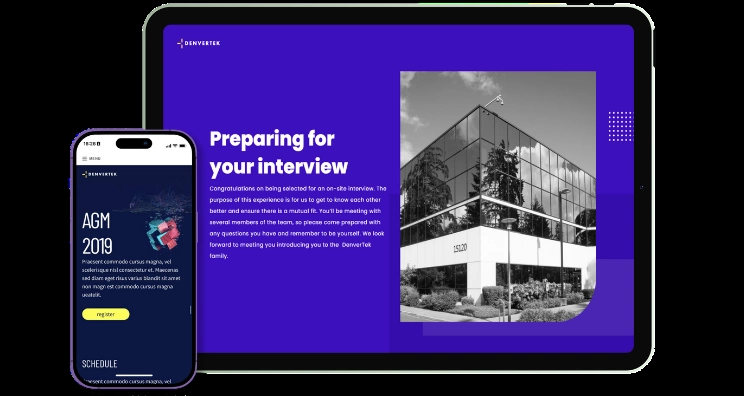 DENVERTEK
Preparing for
your interview
Congratulations on being selected for an on-site interview. The
purpose of this experience is for us to get to know each other
better and ensure there is a mutual fit. You'll be meeting with
several members of the team, so please come prepared with
any questions you have and remember to be yourself. We look
forward to meeting you introducing you to the DenverTek
family.
15120
MENU
DENVERTEK
AGM
2019
Praesent commodo cursus magna, vel
scelerisque nisl consectetur et. Maecenas
sed diam eget risus varius blandit sit amet
non magn est commodo cursus magna
register
SCHEDULE
Praesent commodo cursus magna, vel